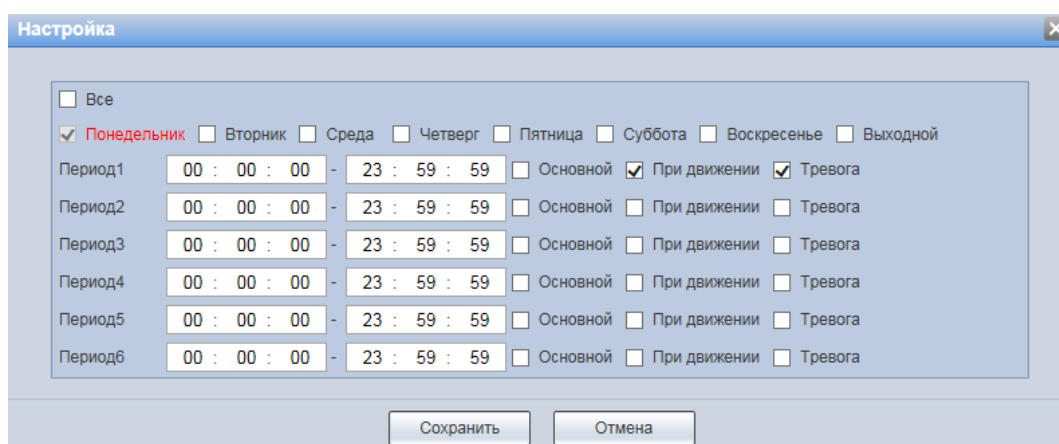 Настройка
Все
Понедельник Вторник Среда Четверг Пятница Суббота Воскресенье Выходной
Период1 00 : 00 : 00 - 23 : 59 : 59 Основной При движении Тревога
Период2 00 : 00 : 00 - 23 : 59 : 59 Основной При движении Тревога
Период3 00 : 00 : 00 - 23 : 59 : 59 Основной При движении Тревога
Период4 00 : 00 : 00 - 23 : 59 : 59 Основной При движении Тревога
Период5 00 : 00 : 00 - 23 : 59 : 59 Основной При движении Тревога
Период6 00 : 00 : 00 - 23 : 59 : 59 Основной При движении Тревога
Сохранить Отмена